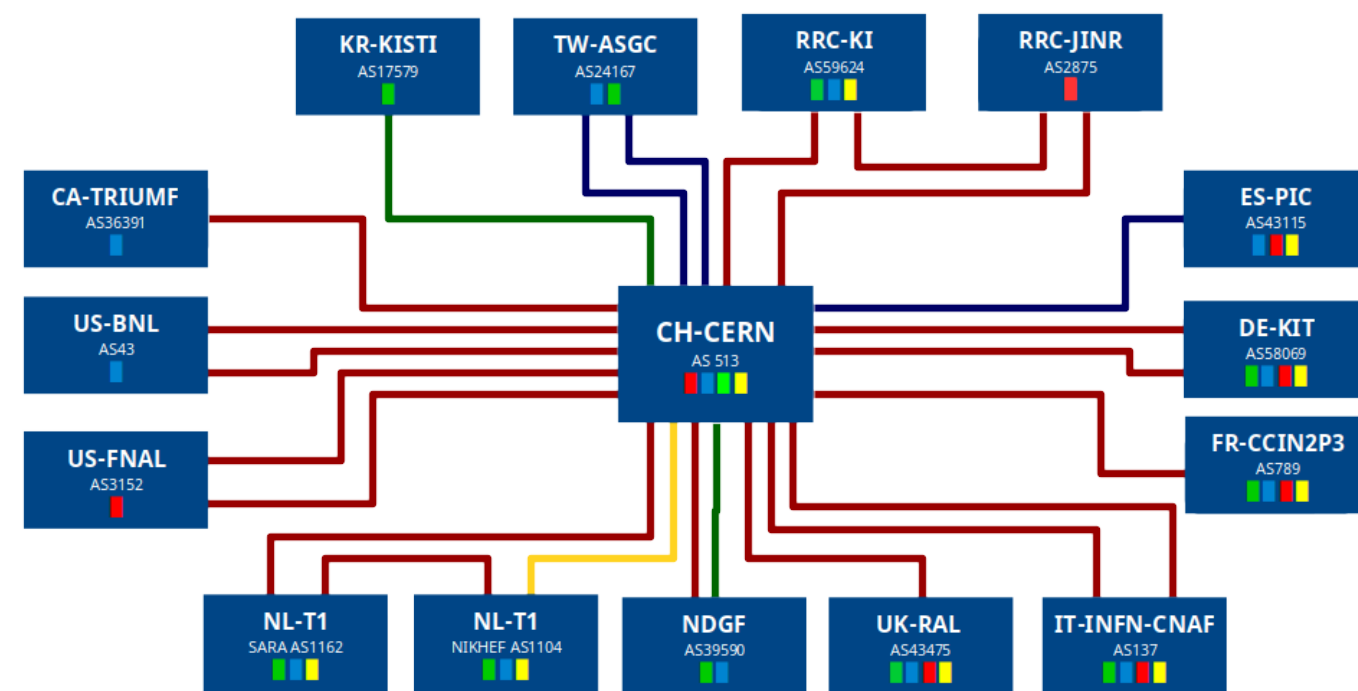 KR-KISTI
AS17579
TW-ASGC
AS24167
RRC-KI
AS59624
RRC-JINR
AS2875
CA-TRIUMF
AS36391
ES-PIC
AS43115
US-BNL
AS43
CH-CERN
AS 513
DE-KIT
AS58069
US-FNAL
AS3152
FR-CCIN2P3
AS789
NL-T1
SARA AS1162
NL-T1
NIKHEF AS1104
NDGF
AS39590
UK-RAL
AS43475
IT-INFN-CNAF
AS137